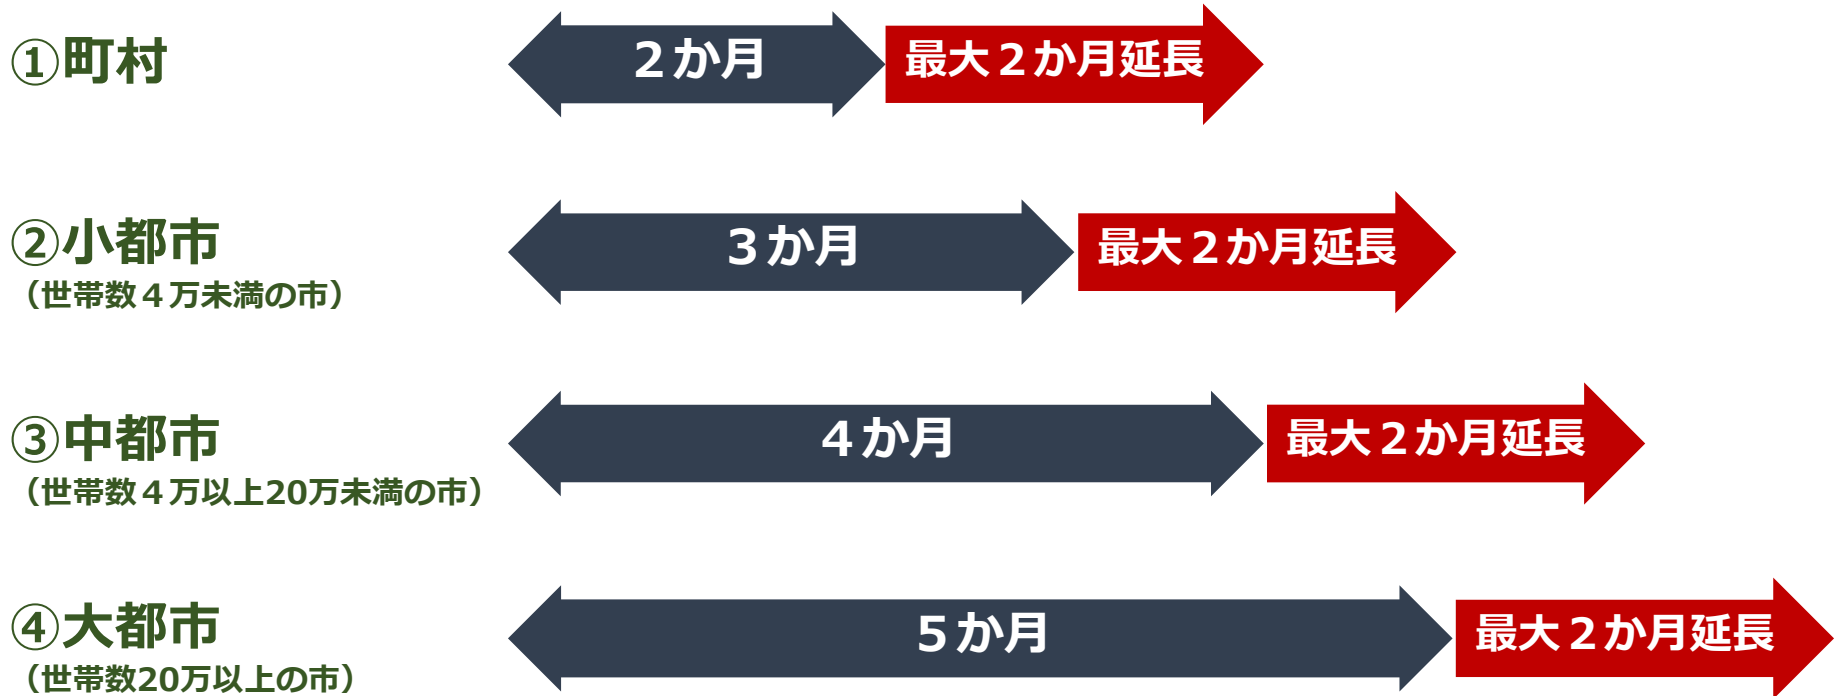 ①町村
２か月
最大２か月延長
②小都市
（世帯数４万未満の市）
３か月
最大２か月延長
③中都市
（世帯数４万以上20万未満の市）
４か月
最大２か月延長
④大都市
（世帯数20万以上の市）
５か月
最大２か月延長